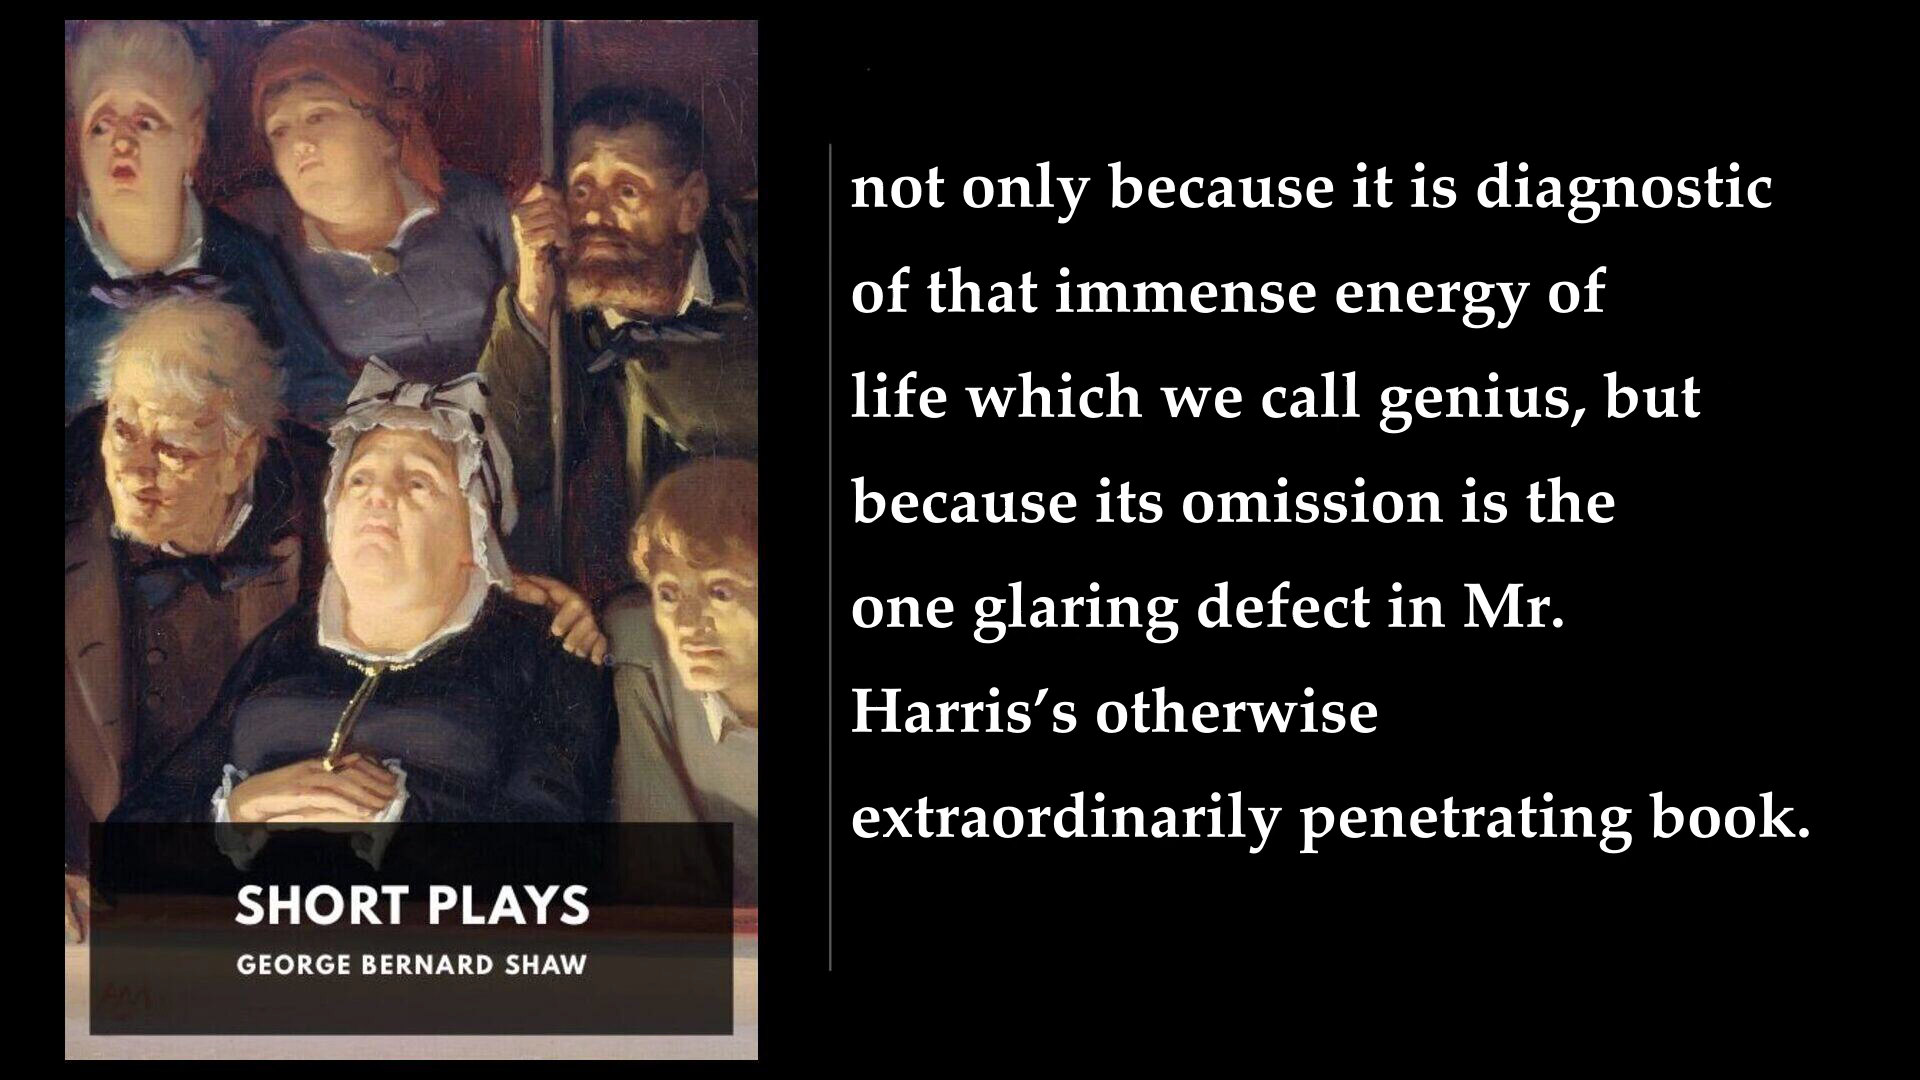 SHORT PLAYS
GEORGE BERNARD SHAW
not only because it is diagnostic
of that immense energy of
life which we call genius, but
because its omission is the
one glaring defect in Mr.
Harris’s otherwise
extraordinarily penetrating book.